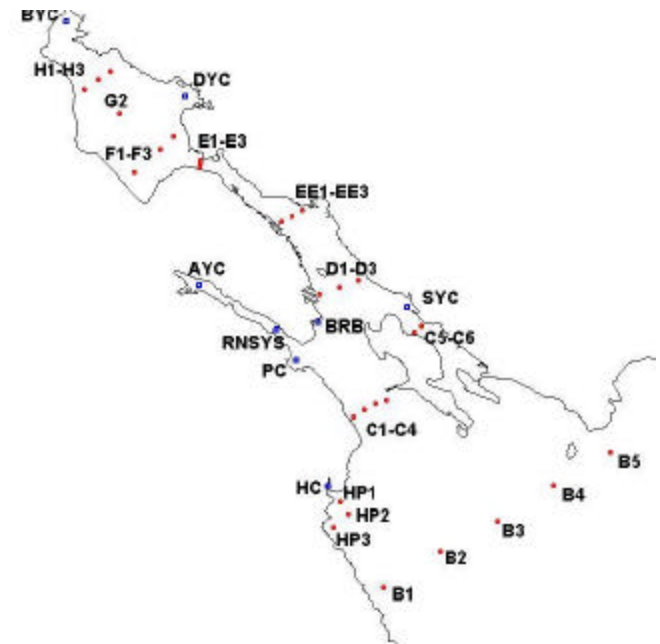 BYC
H1-H3
DYC
G2
F1-F3
E1-E3
EE1-EE3
AYC
D1-D3
SYC
BRB
RNSYS
C5-C6
PC
C1-C4
B5
HC
B4
HP1
HP2
B3
HP3
B2
B1